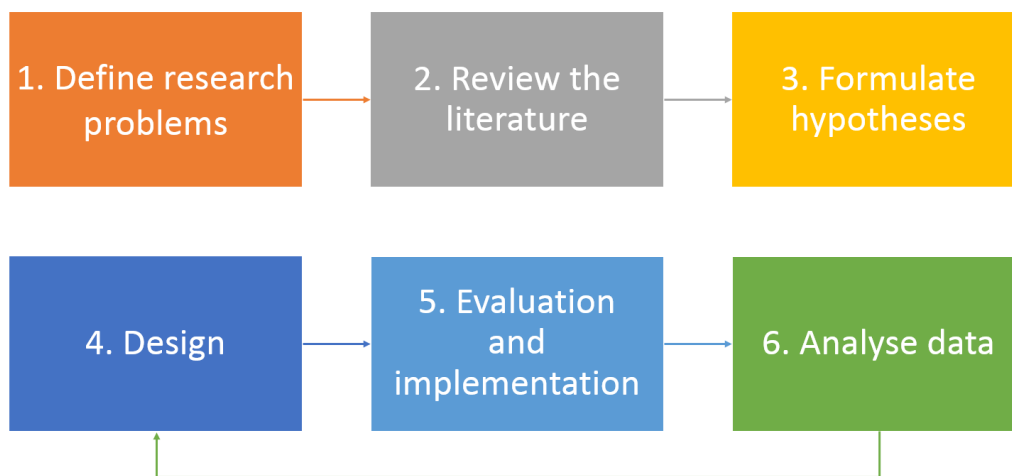 1. Define research
problems
2. Review the
literature
3. Formulate
hypotheses
4. Design
5. Evaluation
and
implementation
6. Analyse data